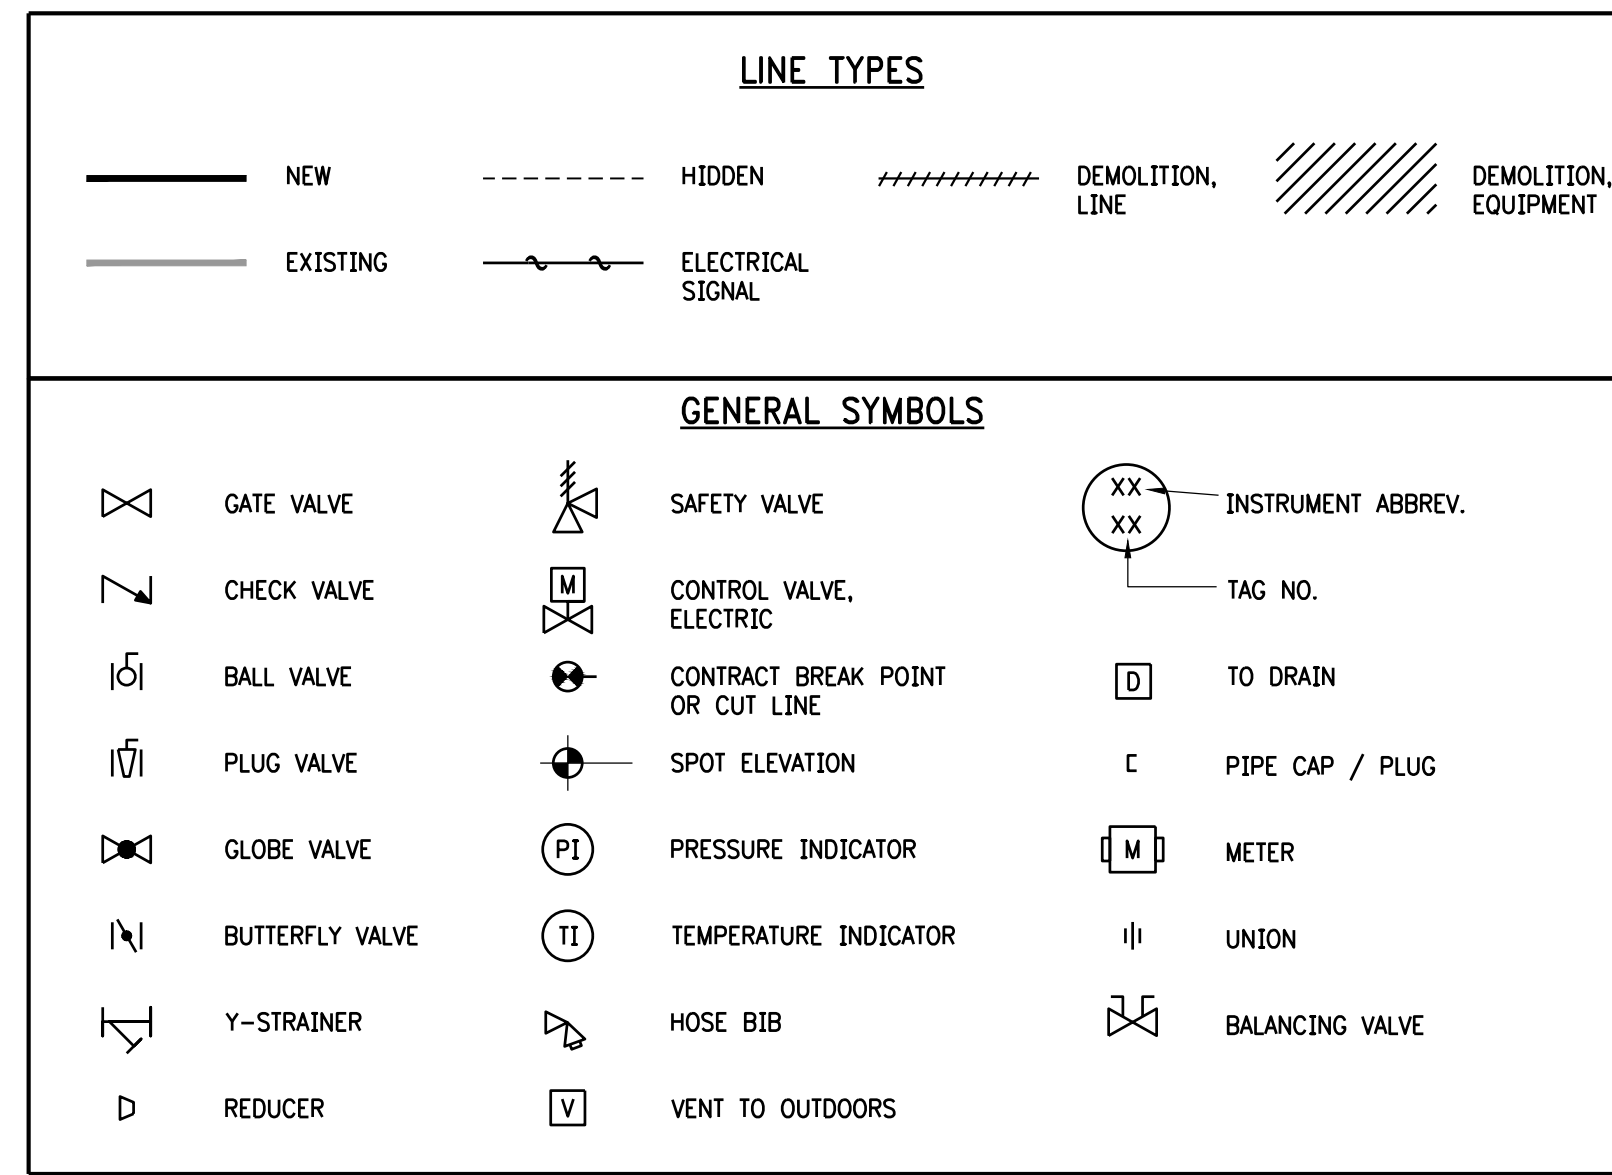 LINE TYPES
NEW
HIDDEN
DEMOLITION,
LINE
DEMOLITION,
EQUIPMENT
EXISTING
ELECTRICAL
SIGNAL
GENERAL SYMBOLS
GATE VALVE
SAFETY VALVE
XX
XX
INSTRUMENT ABBREV.
CHECK VALVE
M
CONTROL VALVE,
ELECTRIC
TAG NO.
BALL VALVE
CONTRACT BREAK POINT
OR CUT LINE
D
TO DRAIN
PLUG VALVE
SPOT ELEVATION
PIPE CAP / PLUG
GLOBE VALVE
PI
PRESSURE INDICATOR
M
METER
BUTTERFLY VALVE
TI
TEMPERATURE INDICATOR
UNION
Y-STRAINER
HOSE BIB
BALANCING VALVE
REDUCER
V
VENT TO OUTDOORS